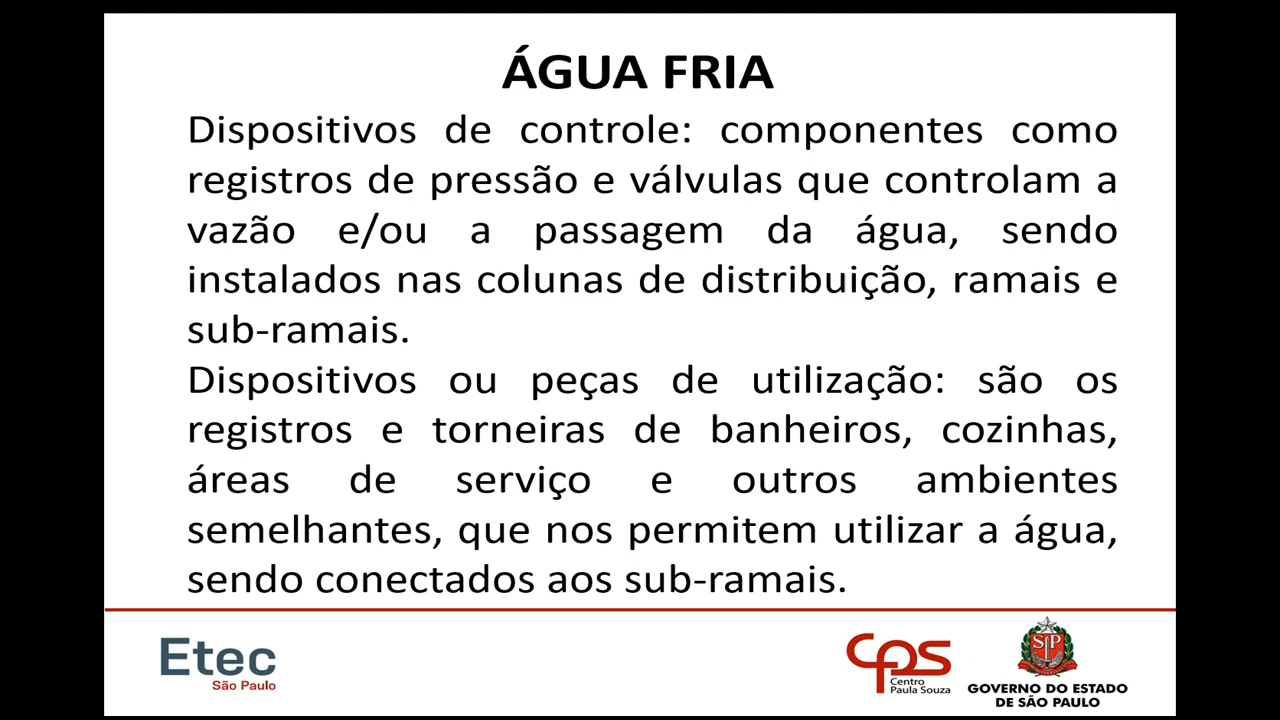 ÁGUA FRIA
Dispositivos de controle: componentes como
registros de pressão e válvulas que controlam a
vazão e/ou a passagem da água, sendo
instalados nas colunas de distribuição, ramais e
sub-ramais.
Dispositivos ou peças de utilização: são os
registros e torneiras de banheiros, cozinhas,
áreas de serviço e outros ambientes
semelhantes, que nos permitem utilizar a água,
sendo conectados aos sub-ramais.
Etec
São Paulo
cps
Centro
Paula Souza
SP
GOVERNO DO ESTADO
DE SÃO PAULO